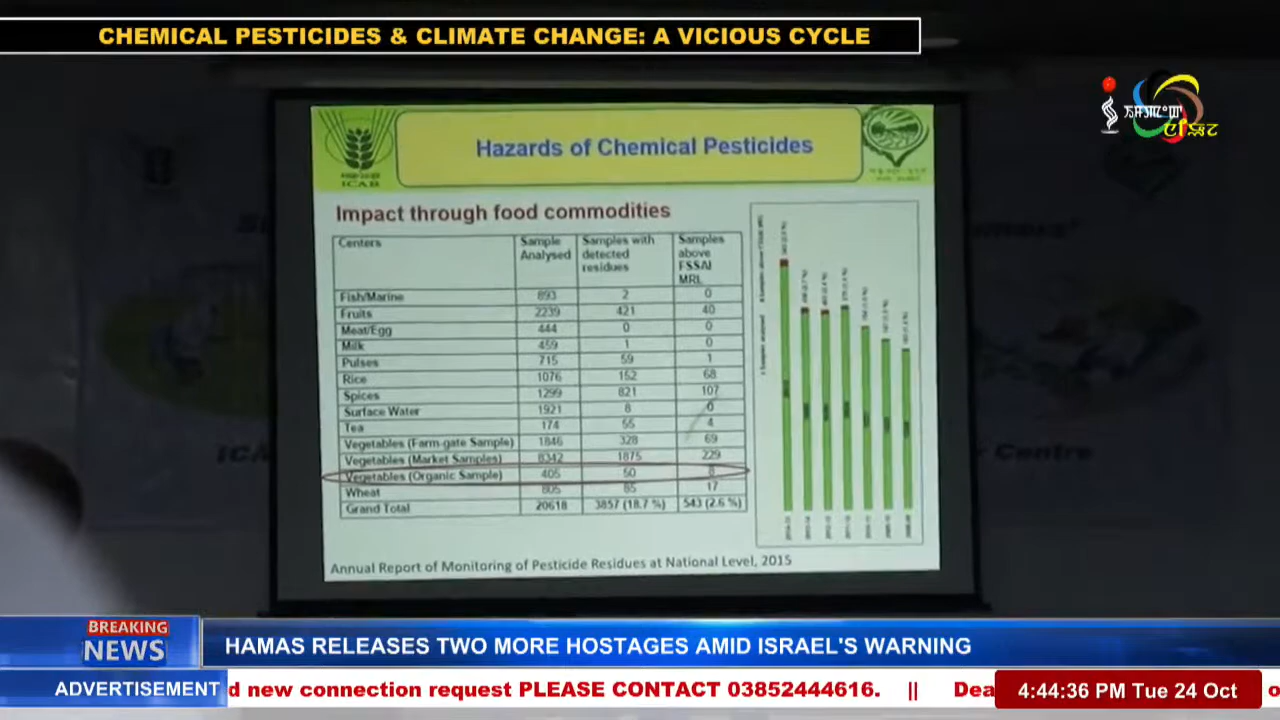 CHEMICAL PESTICIDES & CLIMATE CHANGE: A VICIOUS CYCLE
Hazards of Chemical Pesticides
ICAR
Impact through food commodities
Centers Sample Analysed Samples with detected residues Samples above FSSAI MRL
Fish/Marine 893 2 0
Fruits 2239 421 40
Meat/Egg 444 0 0
Milk 459 1 0
Pulses 715 59 1
Rice 1076 152 68
Spices 1299 821 107
Surface Water 1921 8 0
Tea 174 55 4
Vegetables (Farm-gate Sample) 1846 328 69
Vegetables (Market Samples) 8342 1875 229
Vegetables (Organic Sample) 405 50 8
Wheat 805 85 17
Grand Total 20618 3857 (18.7 %) 543 (2.6 %)
Annual Report of Monitoring of Pesticide Residues at National Level, 2015
BREAKING
NEWS
HAMAS RELEASES TWO MORE HOSTAGES AMID ISRAEL'S WARNING
ADVERTISEMENT d new connection request PLEASE CONTACT 03852444616. || Dea 4:44:36 PM Tue 24 Oct